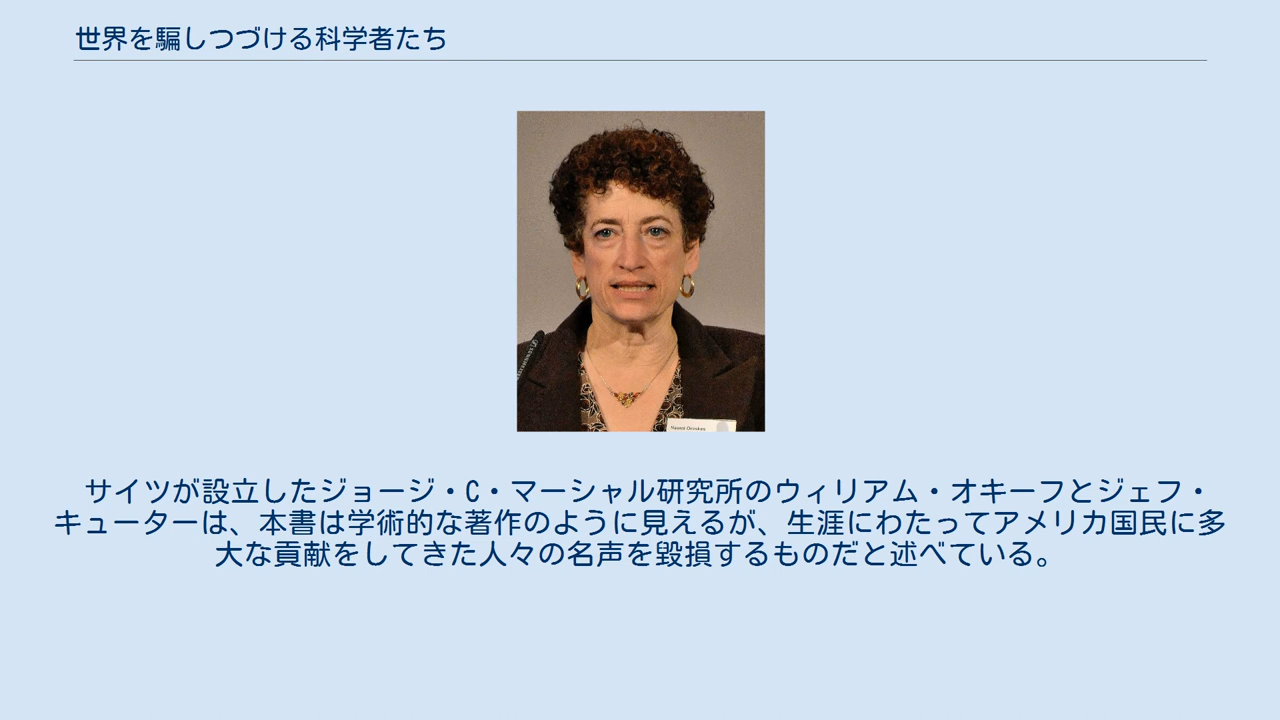 世界を騙しつづける科学者たち
Naomi Oreskes
サイツが設立したジョージ・C・マーシャル研究所のウィリアム・オキーフとジェフ・
キューターは、本書は学術的な著作のように見えるが、生涯にわたってアメリカ国民に多
大な貢献をしてきた人々の名声を毀損するものだと述べている。